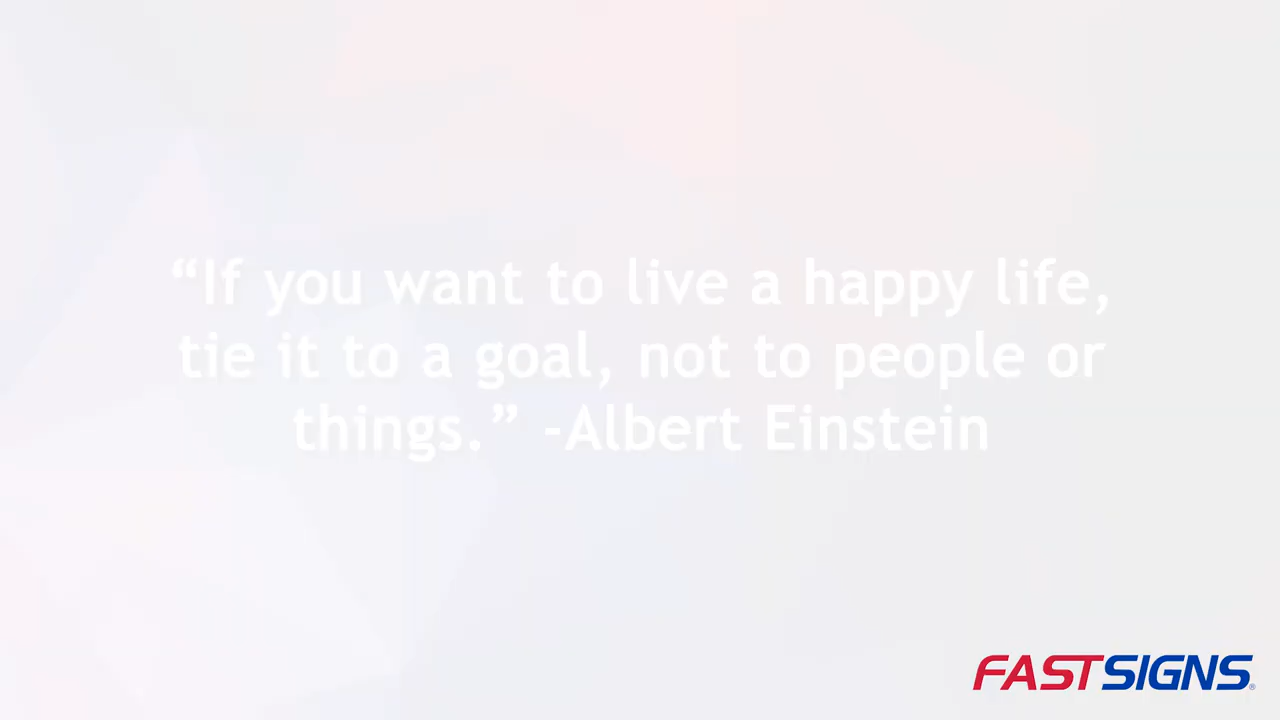 “If you want to live a happy life,
tie it to a goal, not to people or
things.” -Albert Einstein
FASTSIGNS®